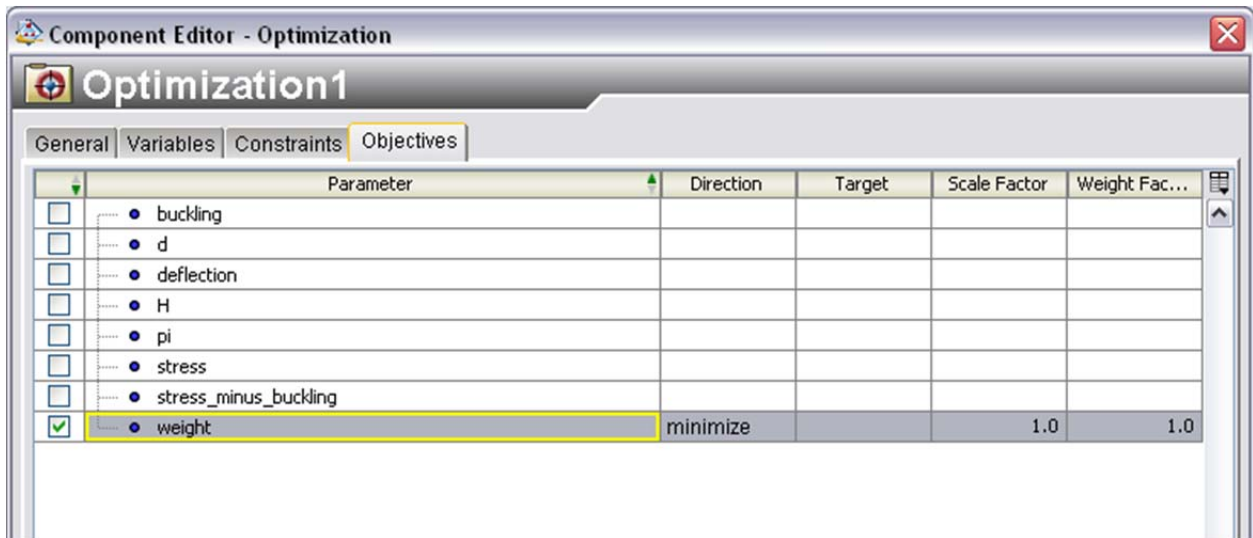 Component Editor - Optimization
Optimization1
General Variables Constraints Objectives
Parameter Direction Target Scale Factor Weight Fac...
buckling
d
deflection
H
pi
stress
stress_minus_buckling
weight minimize 1.0 1.0